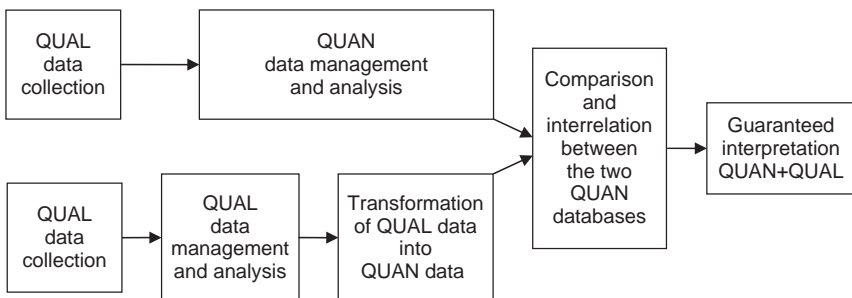 QUAL
data
collection
QUAN
data management
and analysis
Comparison
and
interrelation
between
the two
QUAN
databases
Guaranteed
interpretation
QUAN+QUAL
QUAL
data
collection
QUAL
data
management
and analysis
Transformation
of QUAL data
into
QUAN data